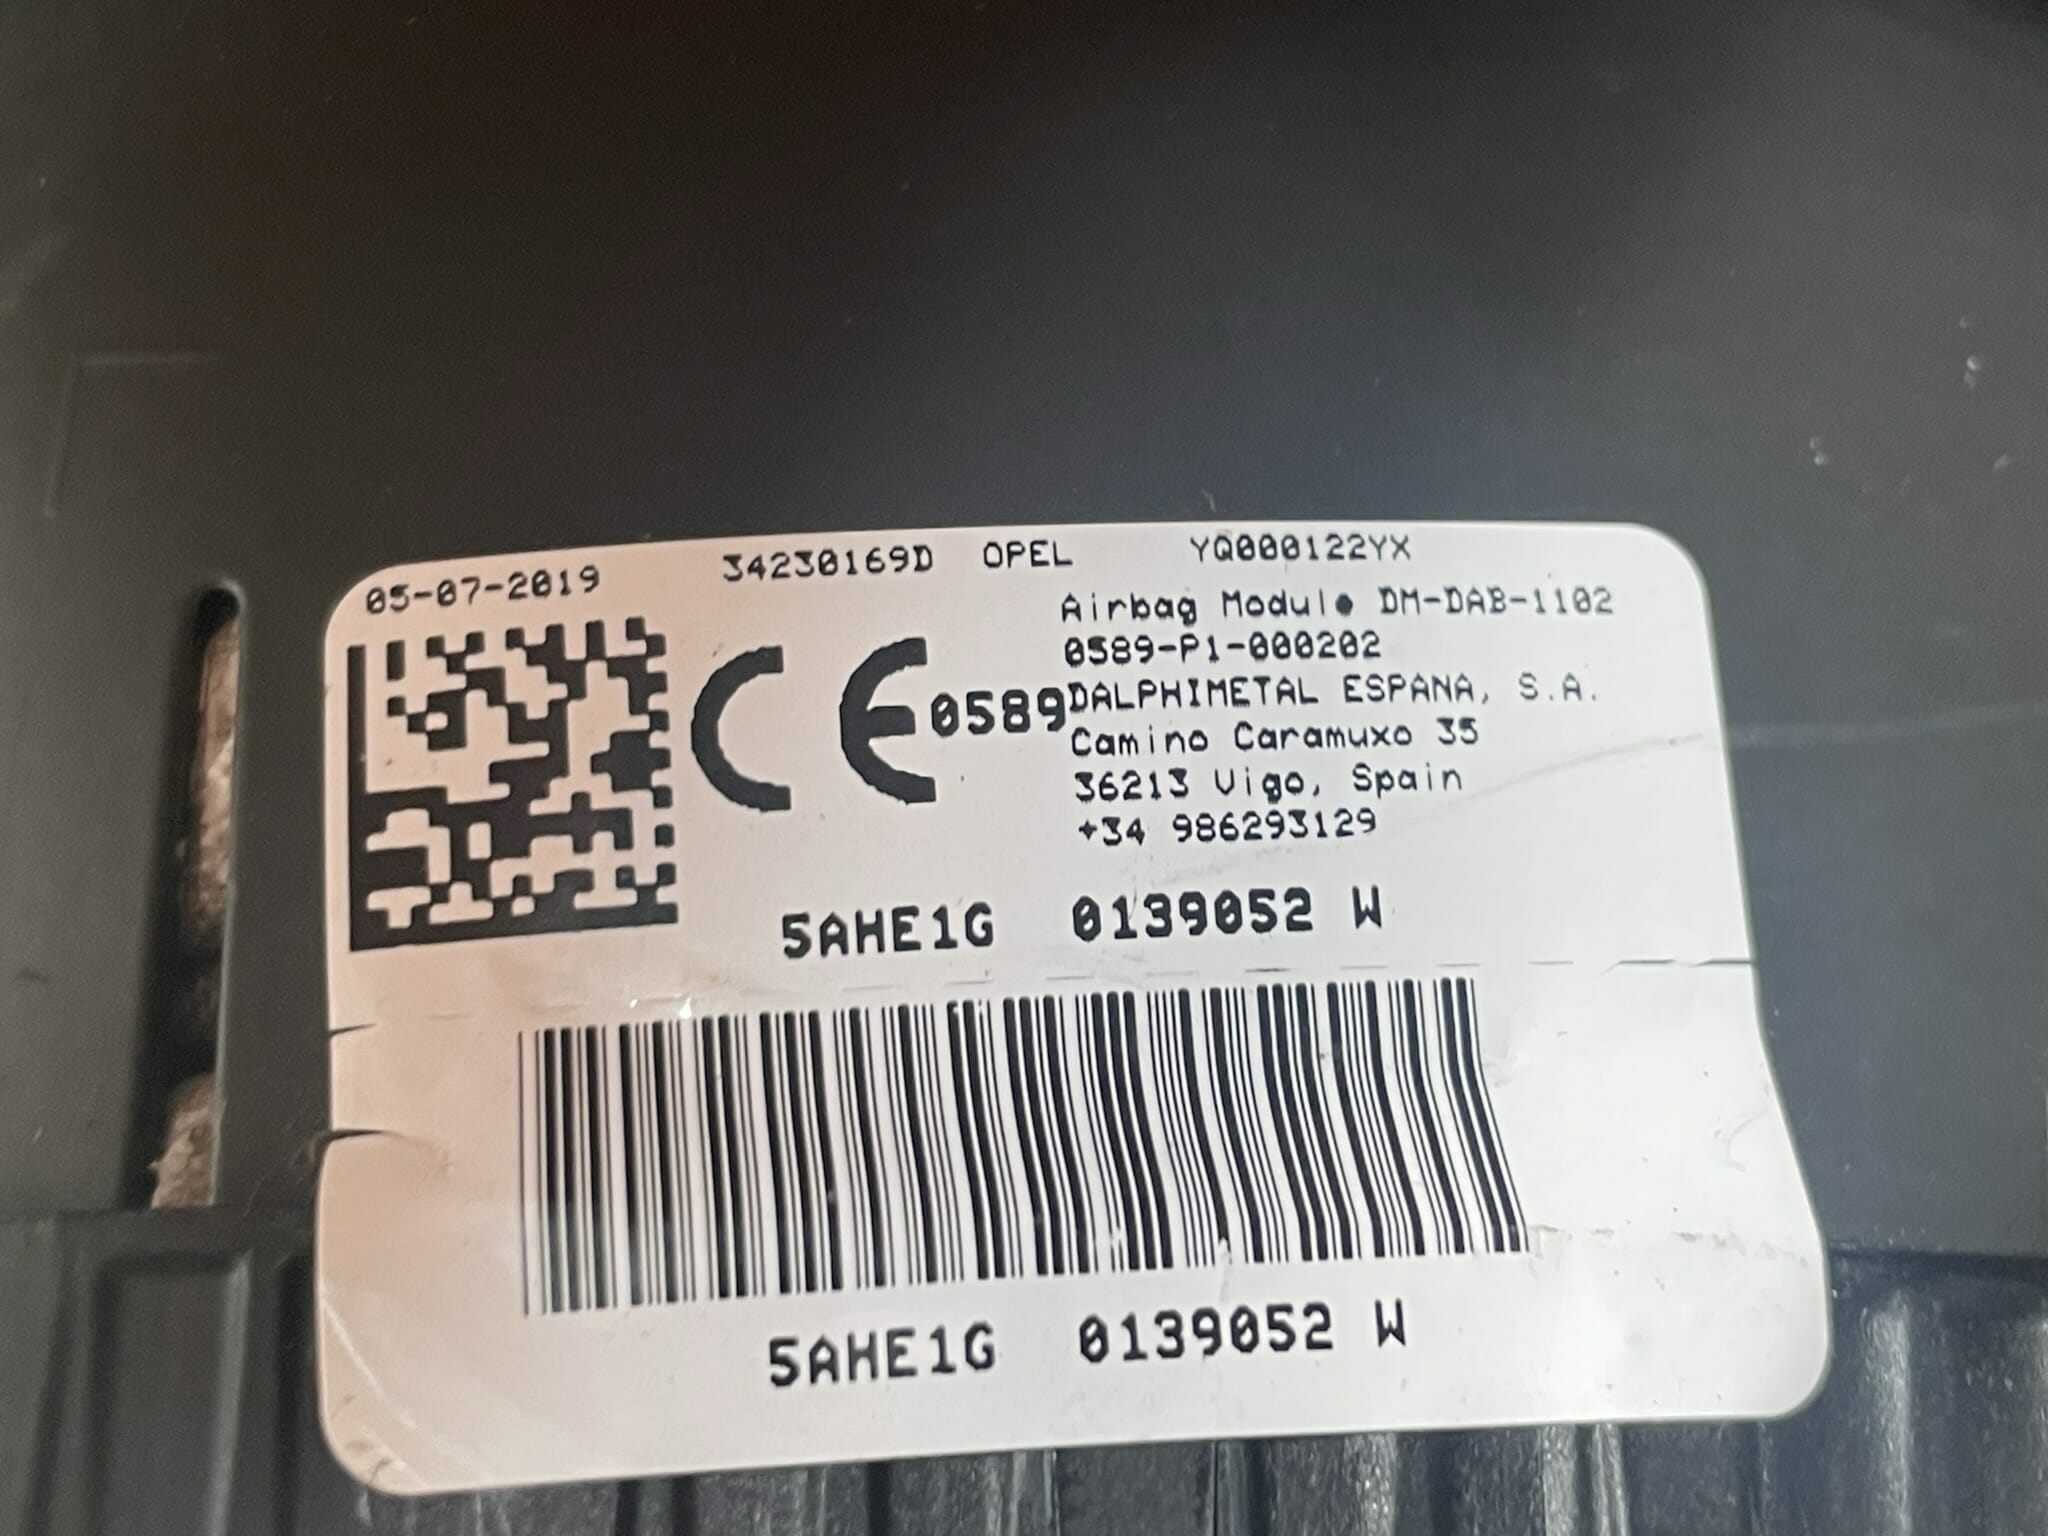 05-07-2019 34230169D OPEL YQ000122YX
Airbag Module DM-DAB-1102
0589-P1-000202
CE 0589 DALPHIMETAL ESPANA, S.A.
Camino Caramuxo 35
36213 Vigo, Spain
+34 986293129
5AHE1G 0139052 W
5AHE1G 0139052 W